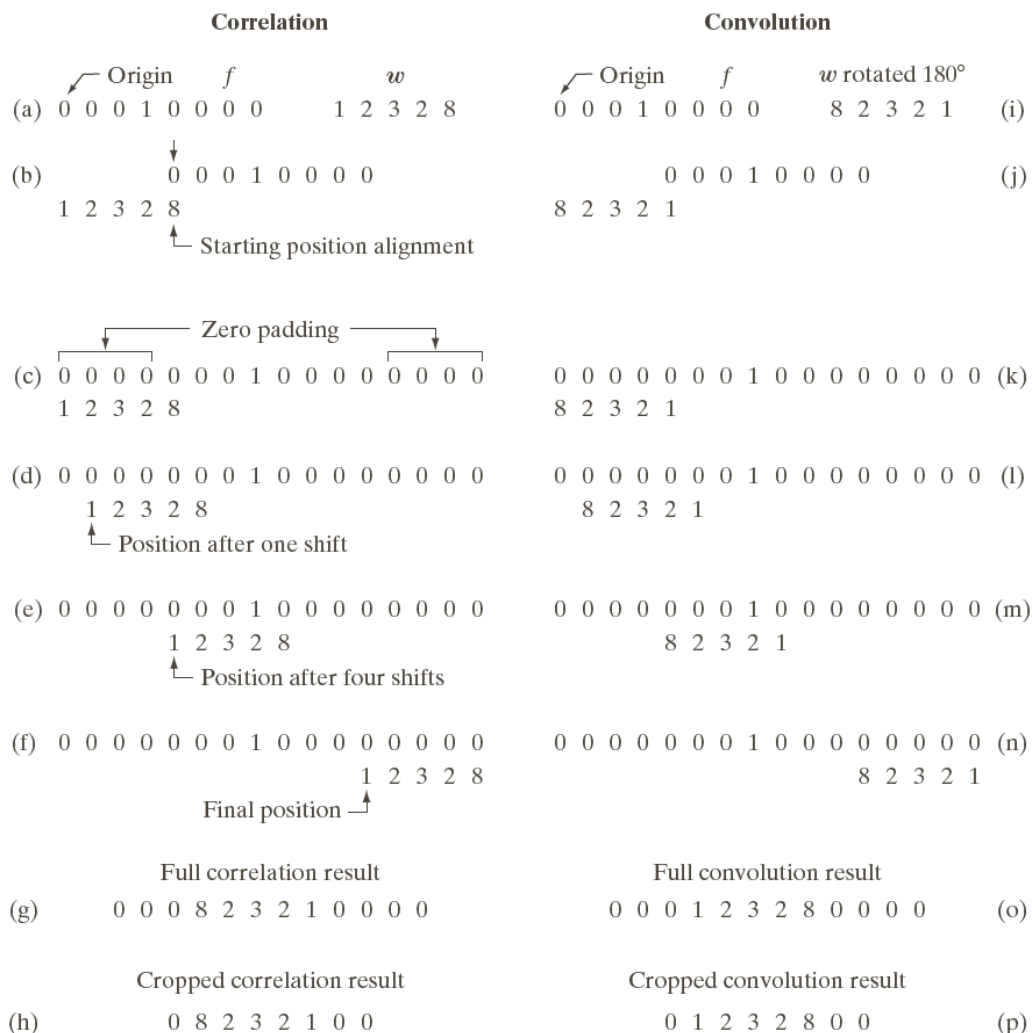 Correlation Convolution
Origin f w Origin f w rotated 180°
(a) 0 0 0 1 0 0 0 0 1 2 3 2 8 0 0 0 1 0 0 0 0 8 2 3 2 1 (i)
(b) 0 0 0 1 0 0 0 0 0 0 0 1 0 0 0 0 (j)
1 2 3 2 8 8 2 3 2 1
Starting position alignment
Zero padding
(c) 0 0 0 0 0 0 0 1 0 0 0 0 0 0 0 0 0 0 0 0 0 0 0 1 0 0 0 0 0 0 0 0 (k)
1 2 3 2 8 8 2 3 2 1
(d) 0 0 0 0 0 0 0 1 0 0 0 0 0 0 0 0 0 0 0 0 0 0 0 1 0 0 0 0 0 0 0 0 (l)
1 2 3 2 8 8 2 3 2 1
Position after one shift
(e) 0 0 0 0 0 0 0 1 0 0 0 0 0 0 0 0 0 0 0 0 0 0 0 1 0 0 0 0 0 0 0 0 (m)
1 2 3 2 8 8 2 3 2 1
Position after four shifts
(f) 0 0 0 0 0 0 0 1 0 0 0 0 0 0 0 0 0 0 0 0 0 0 0 1 0 0 0 0 0 0 0 0 (n)
1 2 3 2 8 8 2 3 2 1
Final position
Full correlation result Full convolution result
(g) 0 0 0 8 2 3 2 1 0 0 0 0 0 0 0 1 2 3 2 8 0 0 0 0 (o)
Cropped correlation result Cropped convolution result
(h) 0 8 2 3 2 1 0 0 0 1 2 3 2 8 0 0 (p)